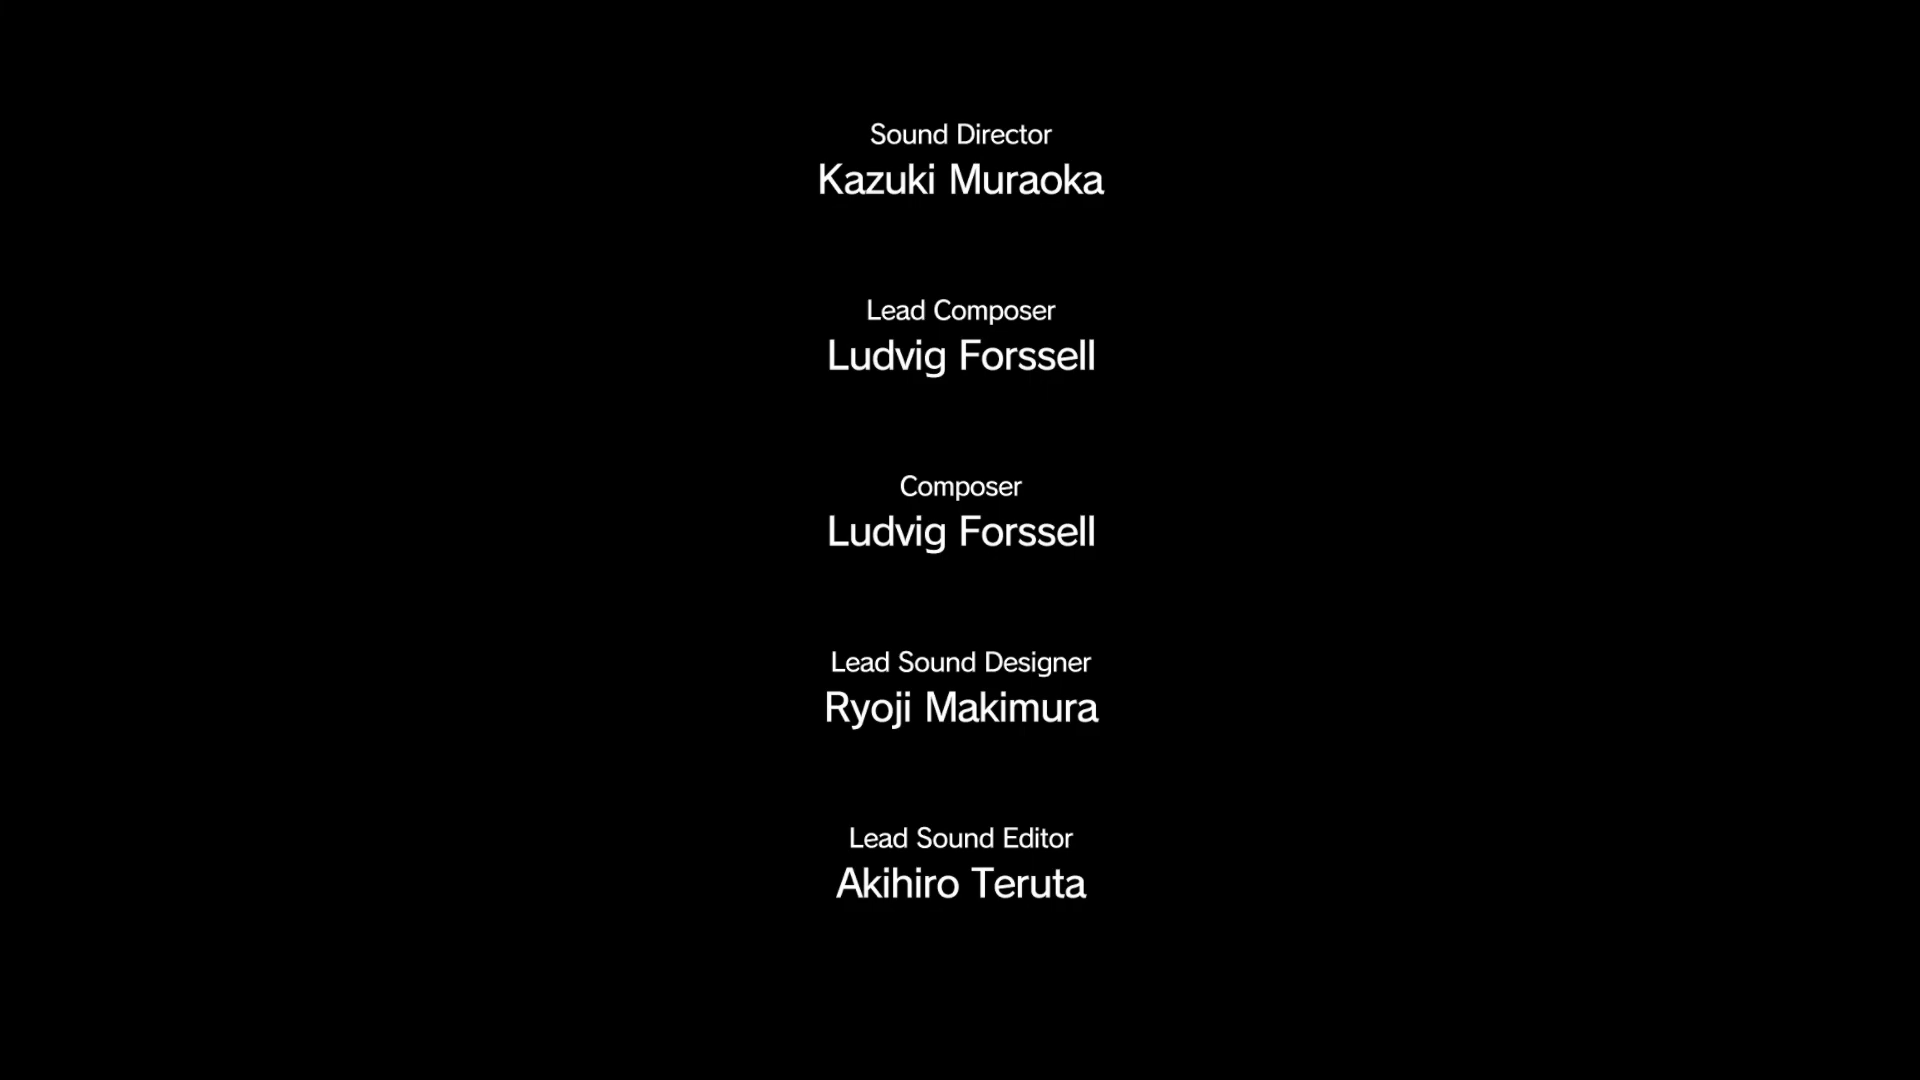 Sound Director
Kazuki Muraoka
Lead Composer
Ludvig Forssell
Composer
Ludvig Forssell
Lead Sound Designer
Ryoji Makimura
Lead Sound Editor
Akihiro Teruta